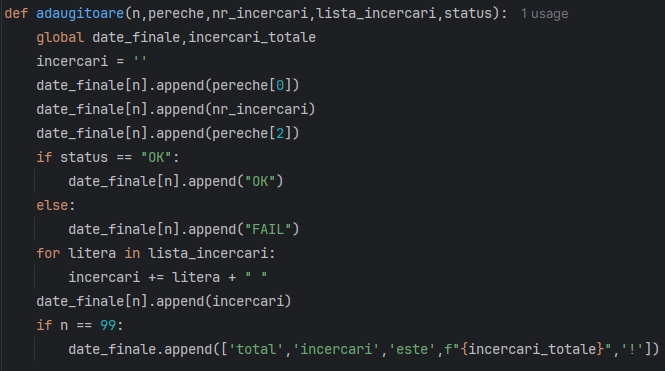 def adaugitoare(n,pereche,nr_incercari,lista_incercari,status): 1 usage
    global date_finale,incercari_totale
    incercari = ''
    date_finale[n].append(pereche[0])
    date_finale[n].append(nr_incercari)
    date_finale[n].append(pereche[2])
    if status == "OK":
        date_finale[n].append("OK")
    else:
        date_finale[n].append("FAIL")
    for litera in lista_incercari:
        incercari += litera + " "
    date_finale[n].append(incercari)
    if n == 99:
        date_finale.append(['total','incercari','este',f"{incercari_totale}",'!'])